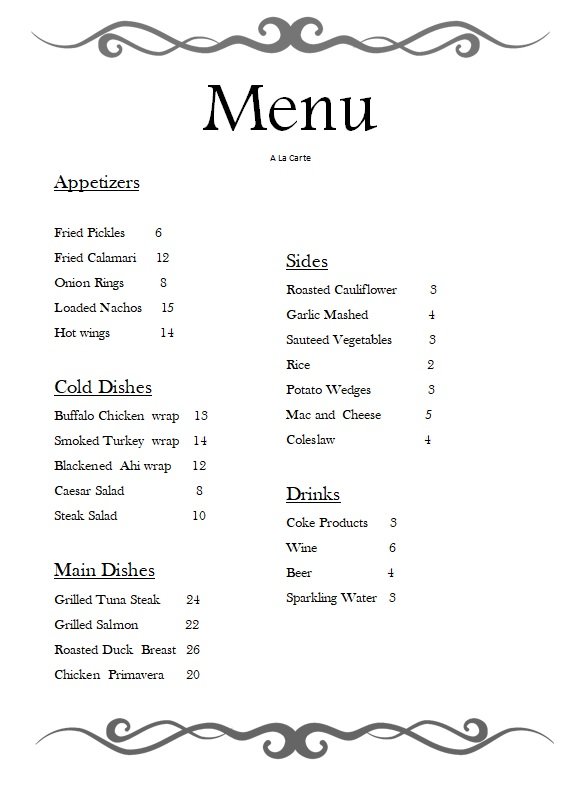 Menu
A La Carte
Appetizers
Fried Pickles 6
Fried Calamari 12
Onion Rings 8
Loaded Nachos 15
Hot wings 14
Cold Dishes
Buffalo Chicken wrap 13
Smoked Turkey wrap 14
Blackened Ahi wrap 12
Caesar Salad 8
Steak Salad 10
Main Dishes
Grilled Tuna Steak 24
Grilled Salmon 22
Roasted Duck Breast 26
Chicken Primavera 20
Sides
Roasted Cauliflower 3
Garlic Mashed 4
Sauteed Vegetables 3
Rice 2
Potato Wedges 3
Mac and Cheese 5
Coleslaw 4
Drinks
Coke Products 3
Wine 6
Beer 4
Sparkling Water 3